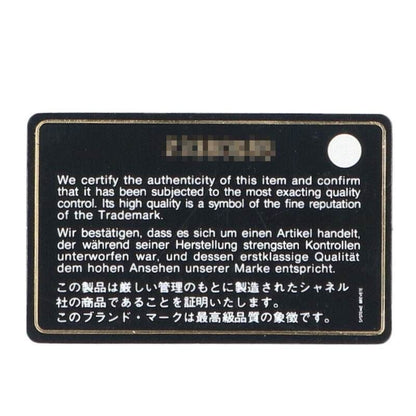 We certify the authenticity of this item and confirm
that it has been subjected to the most exacting quality
control. Its high quality is a symbol of the fine reputation
of the Trademark.
Wir bestätigen, dass es sich um einen Artikel handelt,
der während seiner Herstellung strengsten Kontrollen
unterworfen war, und dessen erstklassige Qualität
dem hohen Ansehen unserer Marke entspricht.
この製品は厳しい管理のもとに製造されたシャネル
社の商品であることを証明いたします。
このブランド・マークは最高級品質の象徴です。